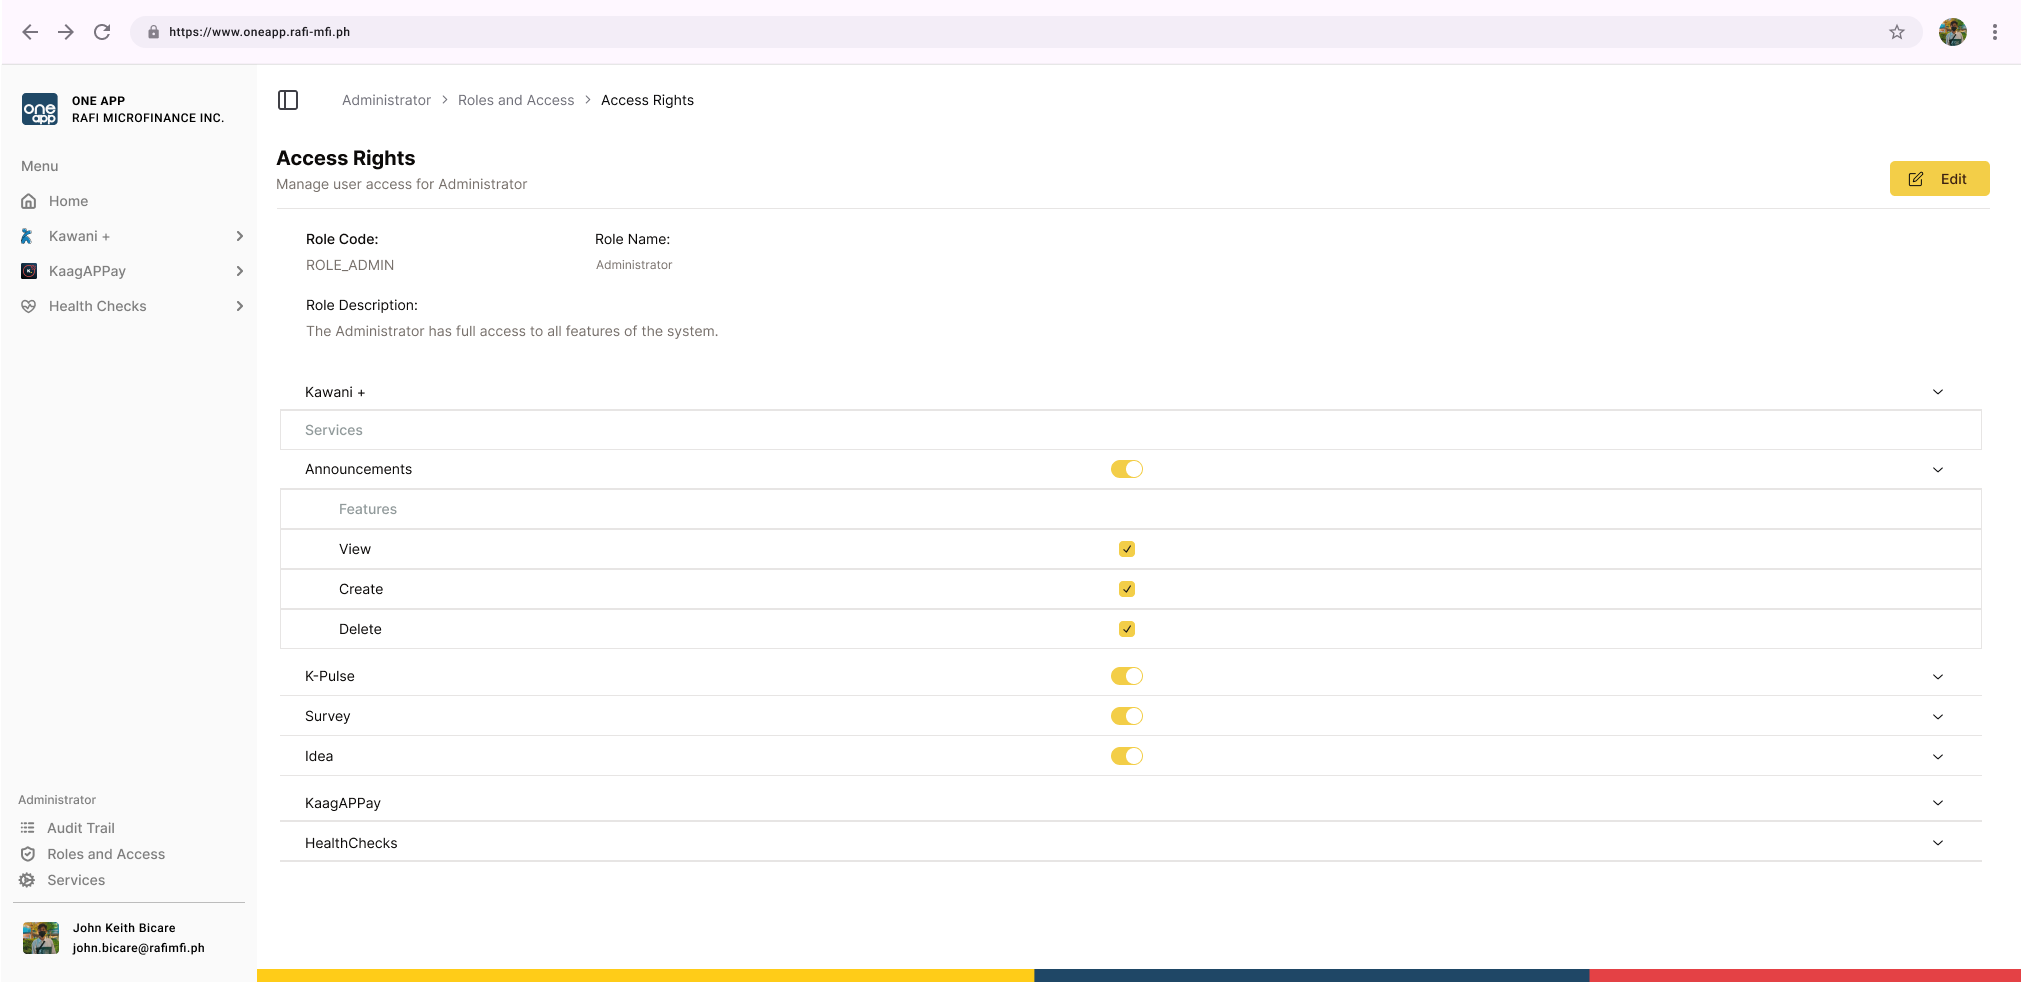 https://www.oneapp.rafi-mfi.ph
one
app
ONE APP
RAFI MICROFINANCE INC.
Menu
Home
Kawani +
KaagAPPay
Health Checks
Administrator
Audit Trail
Roles and Access
Services
John Keith Bicare
john.bicare@rafimfi.ph
Administrator > Roles and Access > Access Rights
Access Rights
Manage user access for Administrator
Edit
Role Code:
ROLE_ADMIN
Role Name:
Administrator
Role Description:
The Administrator has full access to all features of the system.
Kawani +
Services
Announcements
Features
View
Create
Delete
K-Pulse
Survey
Idea
KaagAPPay
HealthChecks